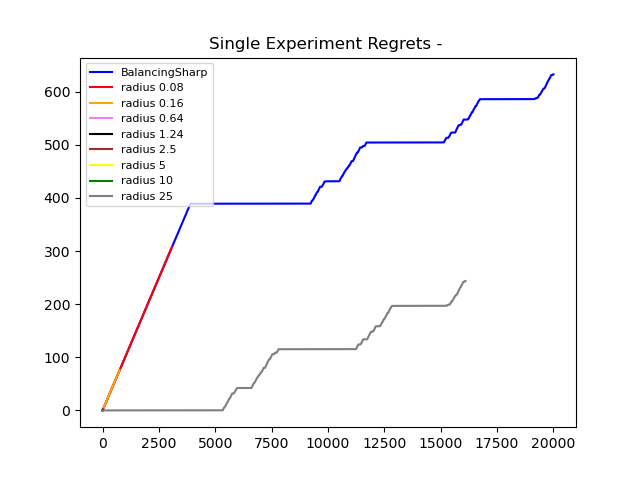 Single Experiment Regrets -
BalancingSharp
radius 0.08
radius 0.16
radius 0.64
radius 1.24
radius 2.5
radius 5
radius 10
radius 25
600
500
400
300
200
100
0
0 2500 5000 7500 10000 12500 15000 17500 20000